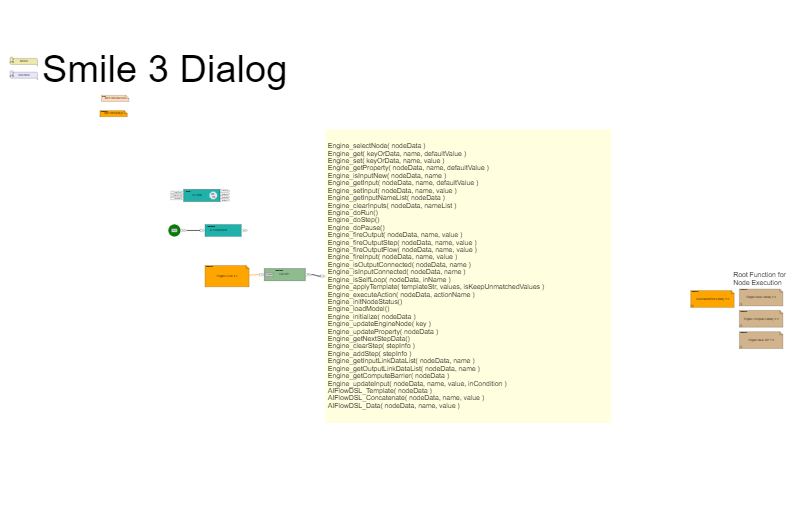 Smile 3 Dialog
Engine_selectNode( nodeData )
Engine_get( keyOrData, name, defaultValue )
Engine_set( keyOrData, name, value )
Engine_getProperty( nodeData, name, defaultValue )
Engine_isInputNew( nodeData, name )
Engine_getInput( nodeData, name, defaultValue )
Engine_setInput( nodeData, name, value )
Engine_getInputNameList( nodeData )
Engine_clearInputs( nodeData, nameList )
Engine_doRun()
Engine_doStep()
Engine_doPause()
Engine_fireOutput( nodeData, name, value )
Engine_fireOutputStep( nodeData, name, value )
Engine_fireOutputFlow( nodeData, name, value )
Engine_fireInput( nodeData, name, value )
Engine_isOutputConnected( nodeData, name )
Engine_isInputConnected( nodeData, name )
Engine_isSelfLoop( nodeData, inName )
Engine_applyTemplate( templateStr, values, isKeepUnmatchedValues )
Engine_executeAction( nodeData, actionName )
Engine_initNodeStatus()
Engine_loadModel()
Engine_initialize( nodeData )
Engine_updateEngineNode( key )
Engine_updateProperty( nodeData )
Engine_getNextStepData()
Engine_clearStep( stepInfo )
Engine_addStep( stepInfo )
Engine_getInputLinkDataList( nodeData, name )
Engine_getOutputLinkDataList( nodeData, name )
Engine_getComputeBarrier( nodeData )
Engine_updateInput( nodeData, name, value, inCondition )
AIFlowDSL_Template( nodeData )
AIFlowDSL_Concatenate( nodeData, name, value )
AIFlowDSL_Data( nodeData, name, value )
Root Function for
Node Execution